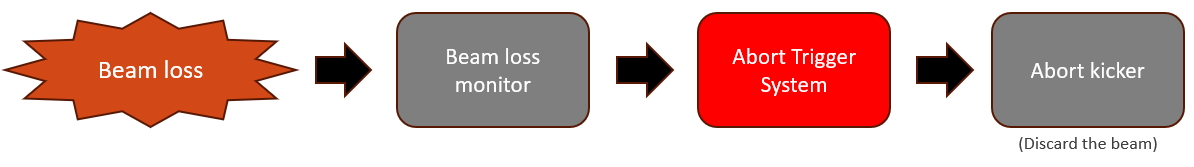 Beam loss
Beam loss
monitor
Abort Trigger
System
Abort kicker
(Discard the beam)